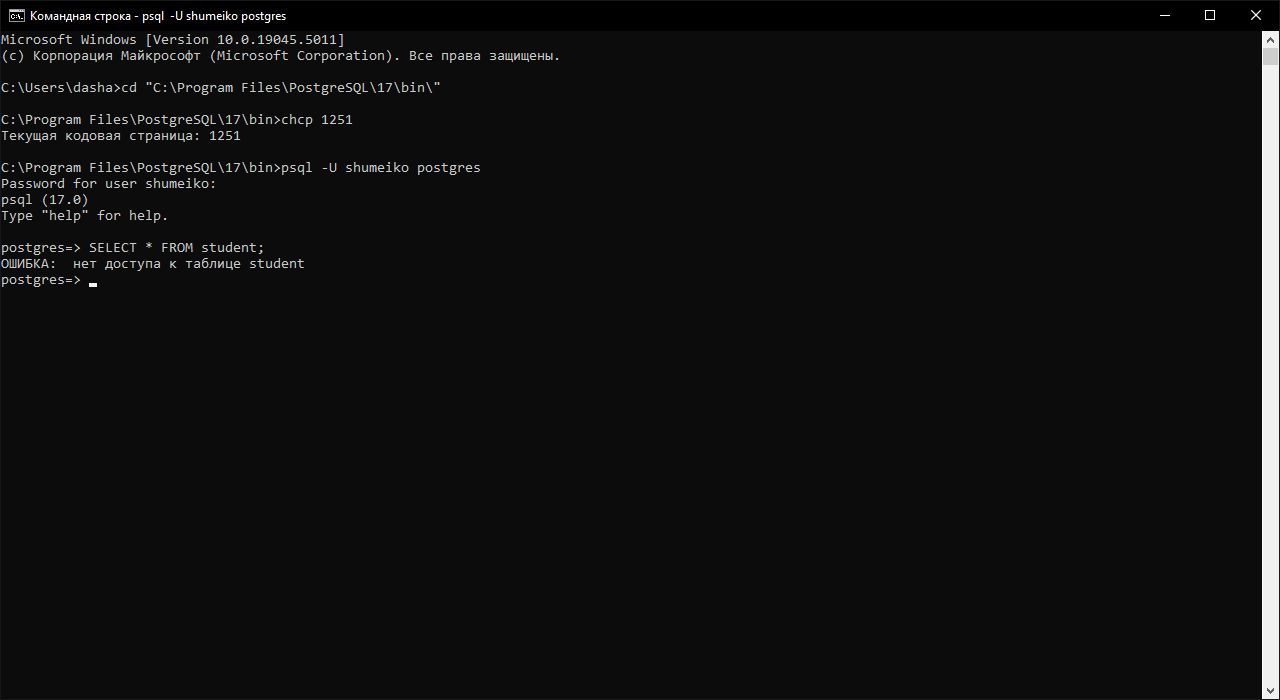 Командная строка - psql -U shumeiko postgres
Microsoft Windows [Version 10.0.19045.5011]
(c) Корпорация Майкрософт (Microsoft Corporation). Все права защищены.
C:\Users\dasha>cd "C:\Program Files\PostgreSQL\17\bin\"
C:\Program Files\PostgreSQL\17\bin>chcp 1251
Текущая кодовая страница: 1251
C:\Program Files\PostgreSQL\17\bin>psql -U shumeiko postgres
Password for user shumeiko:
psql (17.0)
Type "help" for help.
postgres=> SELECT * FROM student;
ОШИБКА:  нет доступа к таблице student
postgres=>